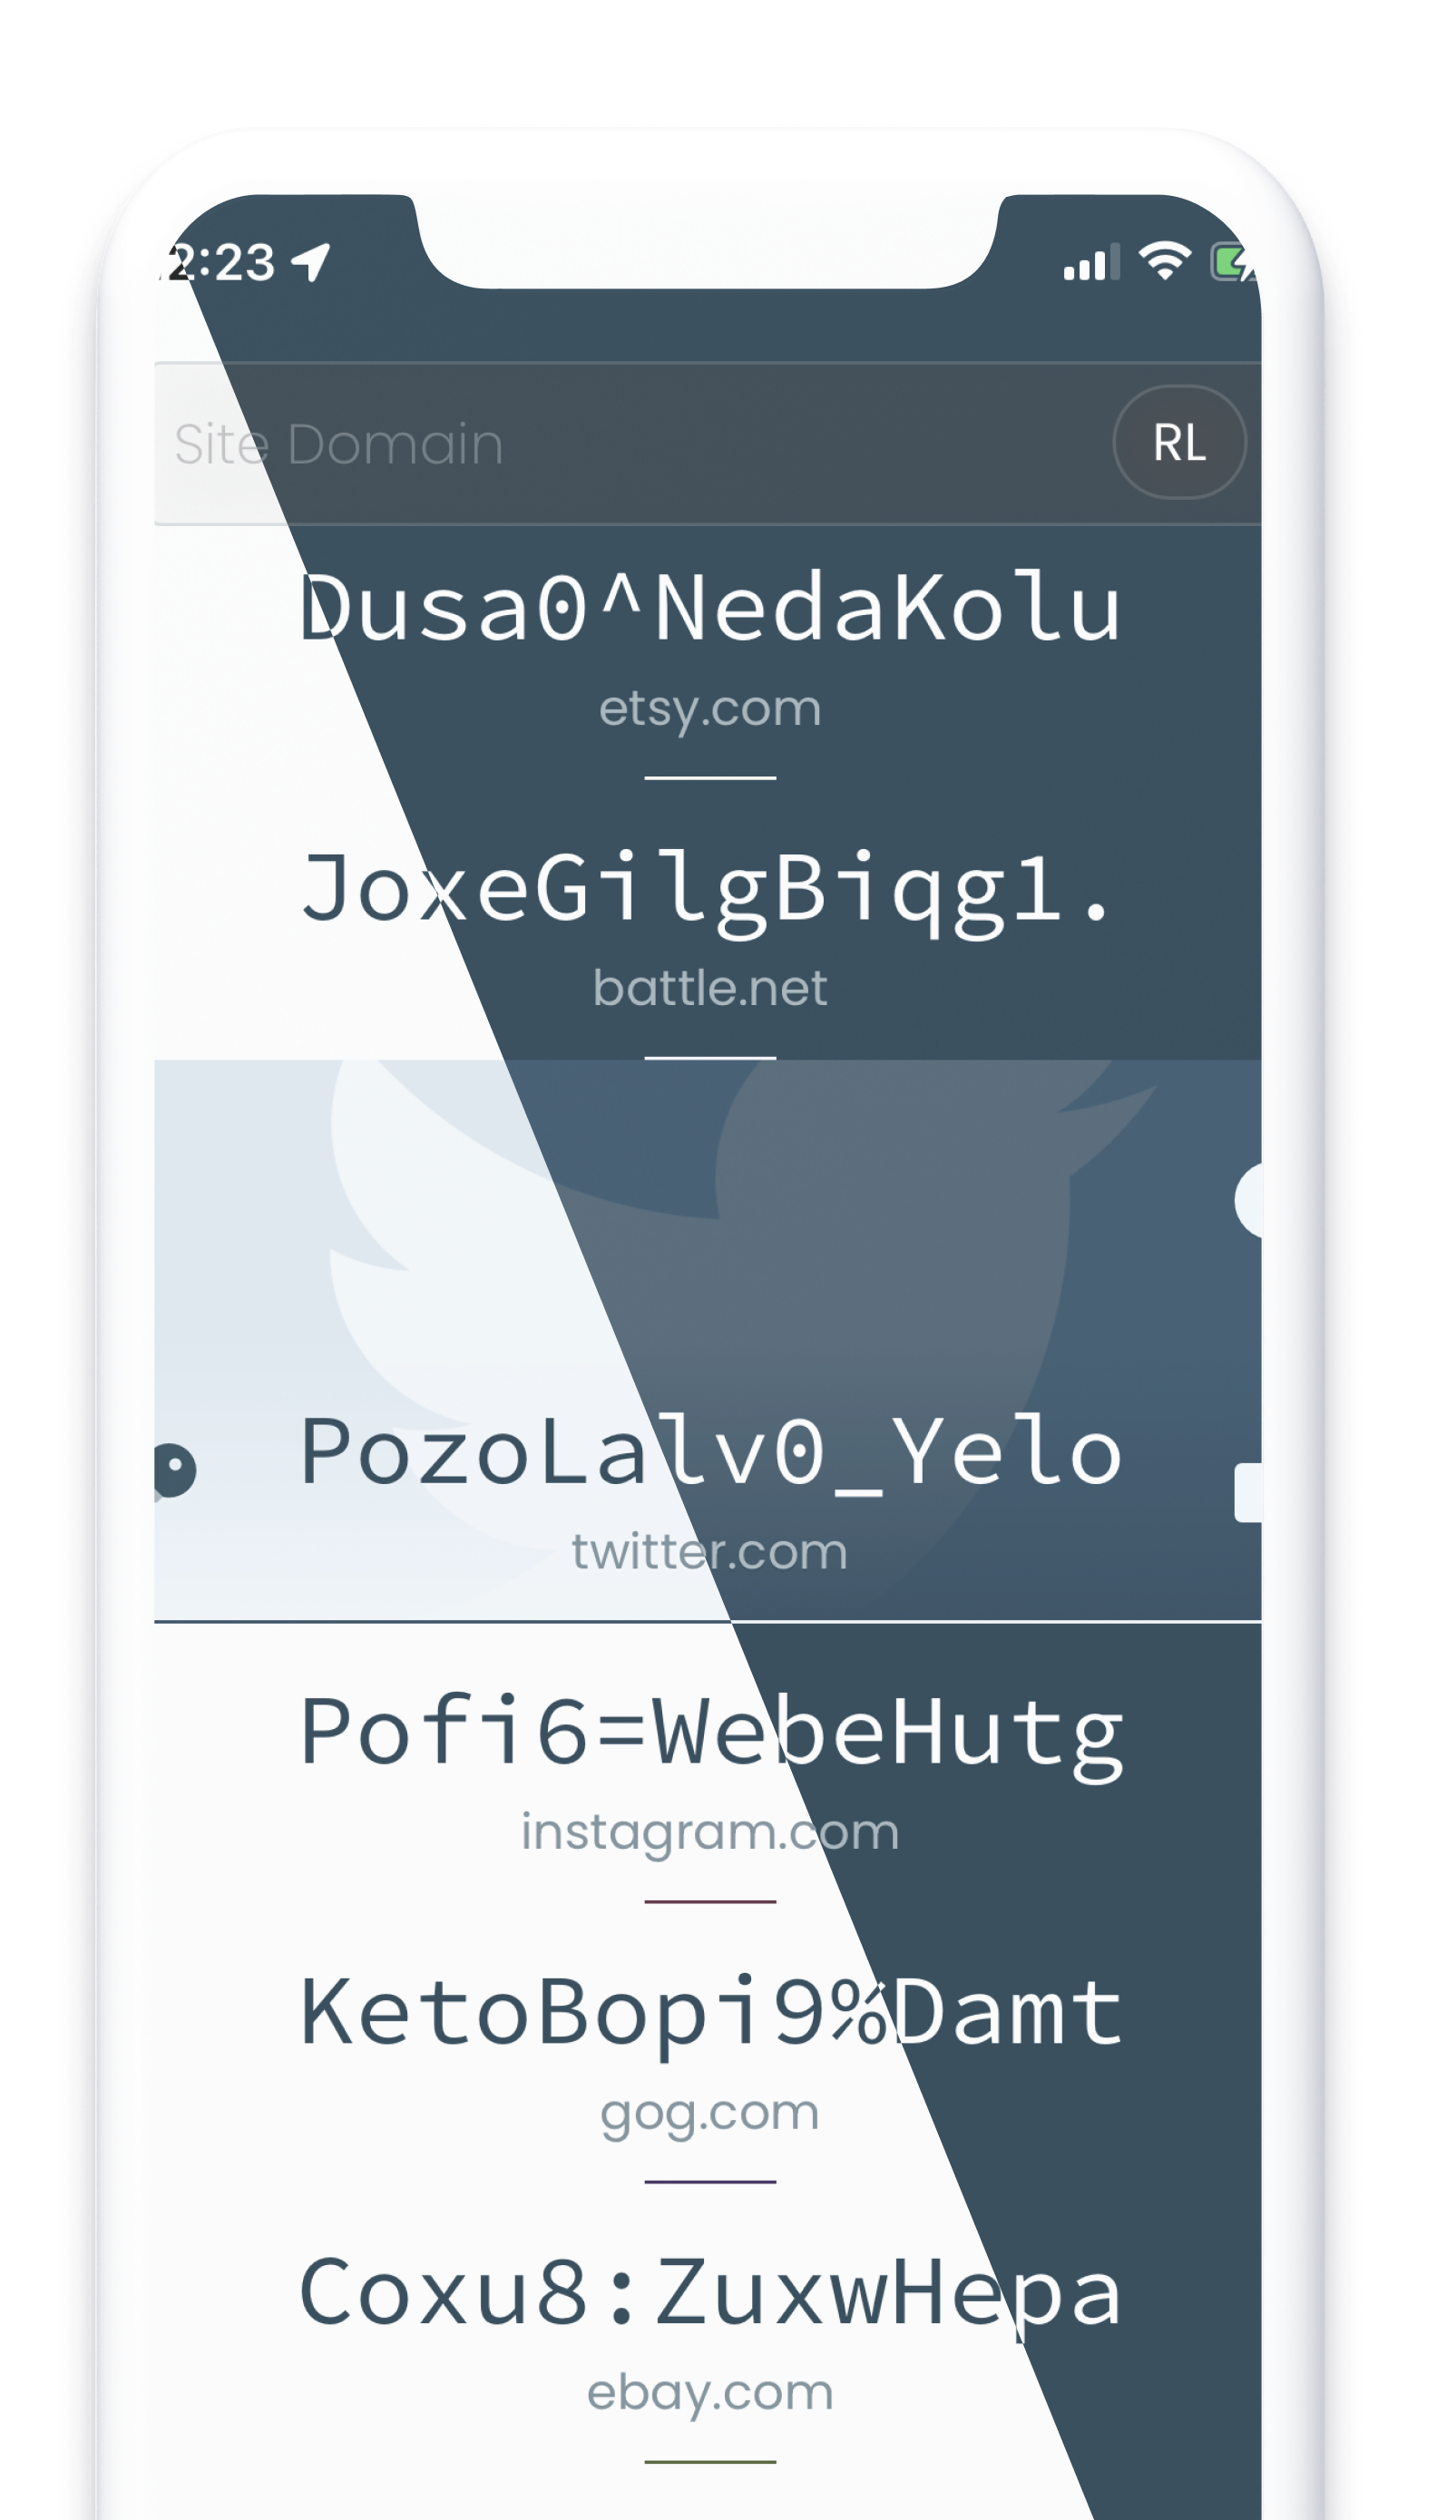 2:23
Site Domain RL
Dusa0^NedaKolu
etsy.com
JoxeGilgBiqg1.
battle.net
PozoLalv0_Yelo
twitter.com
Pofi6=WebeHutg
instagram.com
KetoBopi9%Damt
gog.com
Coxu8:ZuxwHepa
ebay.com